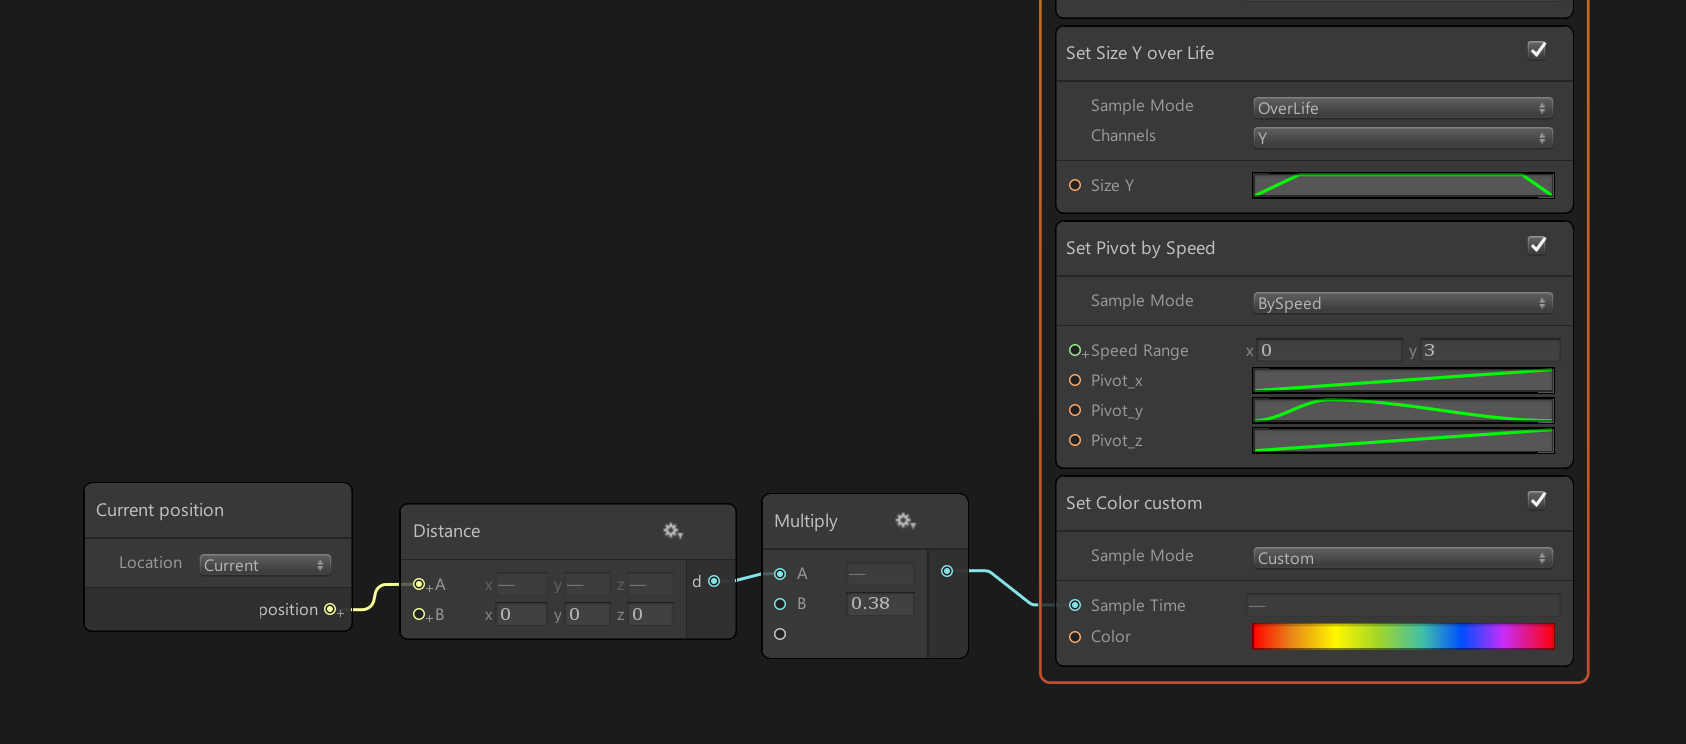 Set Size Y over Life
Sample Mode OverLife
Channels Y
Size Y
Set Pivot by Speed
Sample Mode BySpeed
Speed Range x 0 y 3
Pivot_x
Pivot_y
Pivot_z
Current position
Location Current
position
Distance
A x — y — z —
B x 0 y 0 z 0
d
Multiply
A —
B 0.38
Set Color custom
Sample Mode Custom
Sample Time —
Color